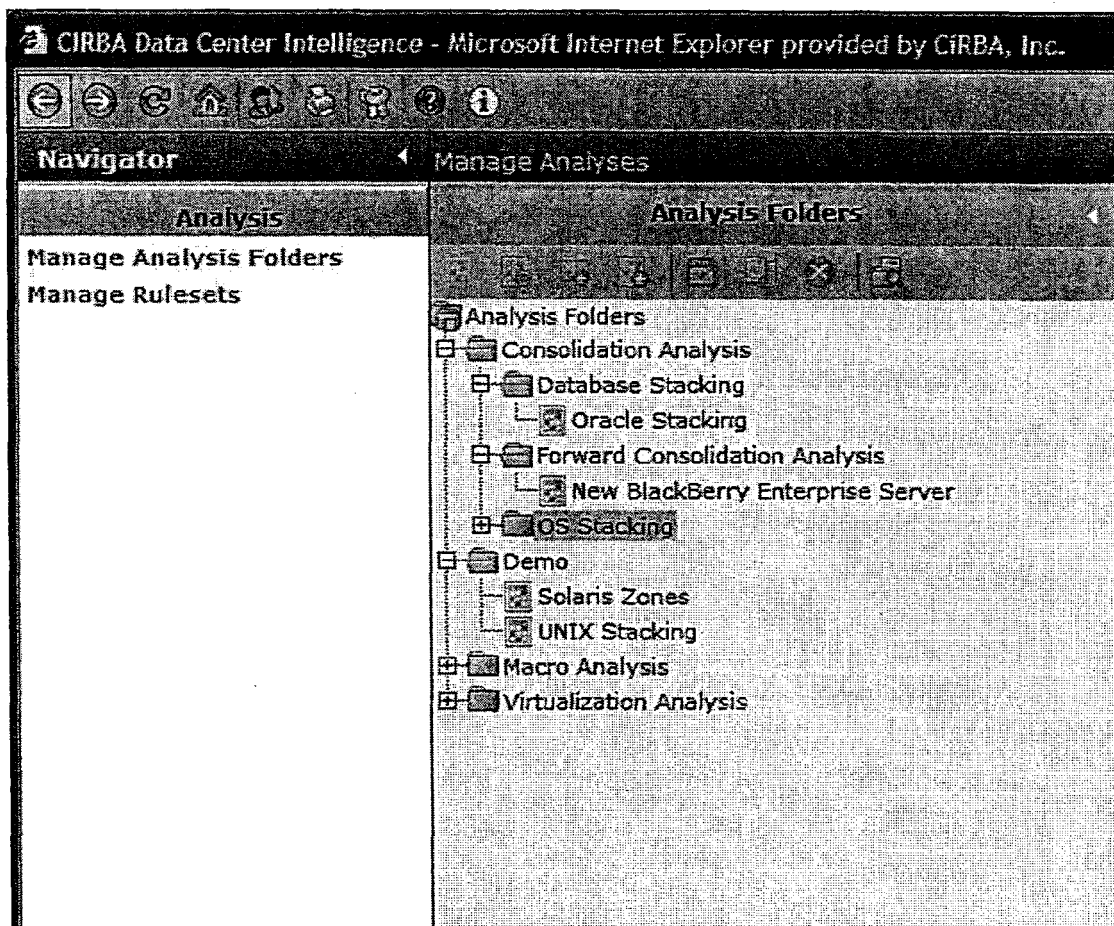 CIRBA Data Center Intelligence - Microsoft Internet Explorer provided by CiRBA, Inc.
Navigator
Manage Analyses
Analysis
Analysis Folders
Manage Analysis Folders
Manage Rulesets
Analysis Folders
Consolidation Analysis
Database Stacking
Oracle Stacking
Forward Consolidation Analysis
New BlackBerry Enterprise Server
OS Stacking
Demo
Solaris Zones
UNIX Stacking
Macro Analysis
Virtualization Analysis